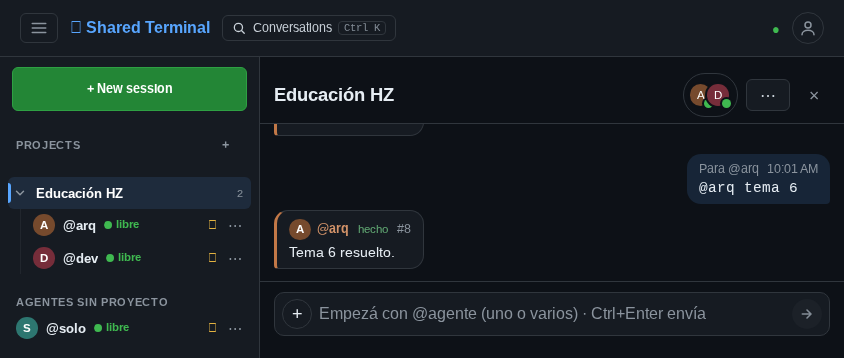 Shared Terminal
Conversations Ctrl K
+ New session
PROJECTS +
Educación HZ 2
A @arq libre ...
D @dev libre ...
AGENTES SIN PROYECTO
S @solo libre ...
Educación HZ
A D ... ×
Para @arq 10:01 AM
@arq tema 6
A @arq hecho #8
Tema 6 resuelto.
+ Empezá con @agente (uno o varios) · Ctrl+Enter envía